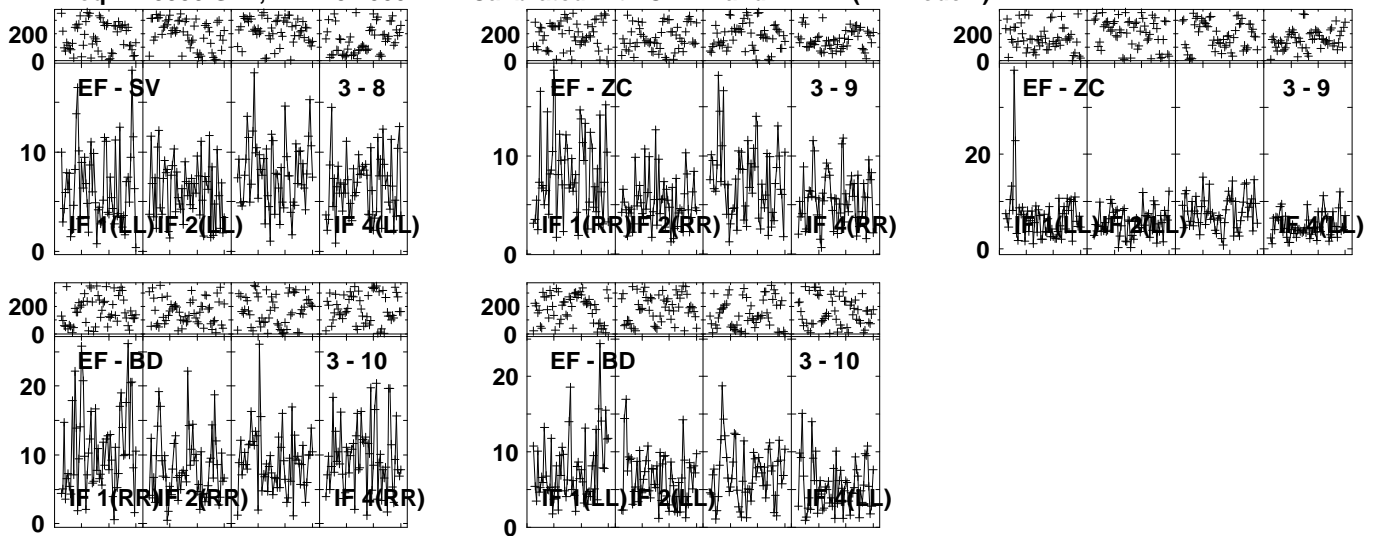 200
0
EF - SV 3 - 8
10
IF 1(LL) IF 2(LL) IF 4(LL)
0
200
0
EF - ZC 3 - 9
10
IF 1(RR) IF 2(RR) IF 4(RR)
0
200
0
EF - ZC 3 - 9
20
IF 1(LL) IF 2(LL) IF 4(LL)
0
200
0
EF - BD 3 - 10
20
10
IF 1(RR) IF 2(RR) IF 4(RR)
0
200
0
EF - BD 3 - 10
20
10
IF 1(LL) IF 2(LL) IF 4(LL)
0